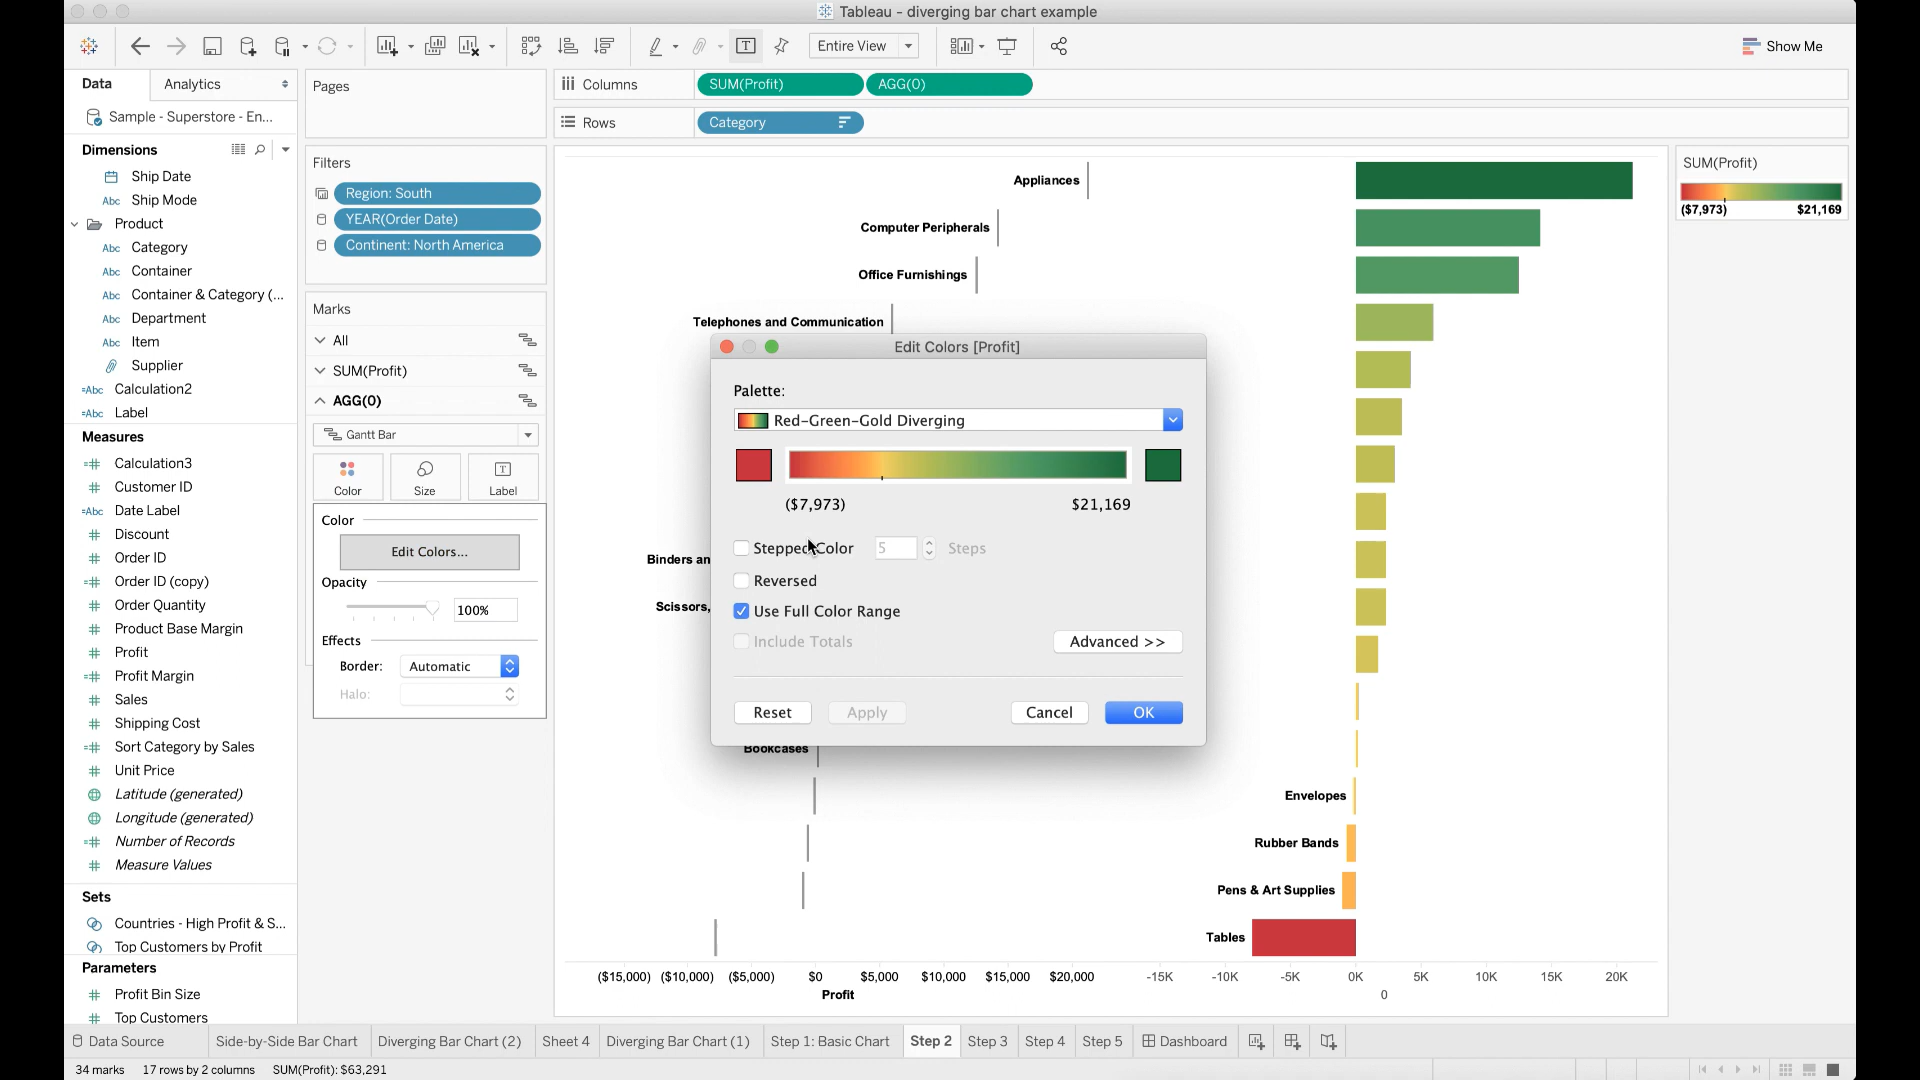 Tableau - diverging bar chart example
Entire View
Show Me
Data
Analytics
Sample - Superstore - En...
Dimensions
Ship Date
Abc Ship Mode
Product
Abc Category
Abc Container
Abc Container & Category (...
Abc Department
Abc Item
Supplier
=Abc Calculation2
=Abc Label
Measures
Calculation3
Customer ID
=Abc Date Label
Discount
Order ID
Order ID (copy)
Order Quantity
Product Base Margin
Profit
Profit Margin
Sales
Shipping Cost
Sort Category by Sales
Unit Price
Latitude (generated)
Longitude (generated)
Number of Records
Measure Values
Sets
Countries - High Profit & S...
Top Customers by Profit
Parameters
Profit Bin Size
Top Customers
Pages
Filters
Region: South
YEAR(Order Date)
Continent: North America
Marks
All
SUM(Profit)
AGG(0)
Gantt Bar
Color
Size
Label
Color
Edit Colors...
Opacity
100%
Effects
Border: Automatic
Halo:
Columns
SUM(Profit)
AGG(0)
Rows
Category
Appliances
Computer Peripherals
Office Furnishings
Telephones and Communication
Binders an
Scissors,
Bookcases
Envelopes
Rubber Bands
Pens & Art Supplies
Tables
($15,000) ($10,000) ($5,000) $0 $5,000 $10,000 $15,000 $20,000
Profit
-15K -10K -5K 0K 5K 10K 15K 20K
0
Edit Colors [Profit]
Palette:
Red-Green-Gold Diverging
($7,973) $21,169
Stepped Color 5 Steps
Reversed
Use Full Color Range
Include Totals
Advanced >>
Reset
Apply
Cancel
OK
SUM(Profit)
($7,973) $21,169
Data Source
Side-by-Side Bar Chart
Diverging Bar Chart (2)
Sheet 4
Diverging Bar Chart (1)
Step 1: Basic Chart
Step 2
Step 3
Step 4
Step 5
Dashboard
34 marks 17 rows by 2 columns SUM(Profit): $63,291